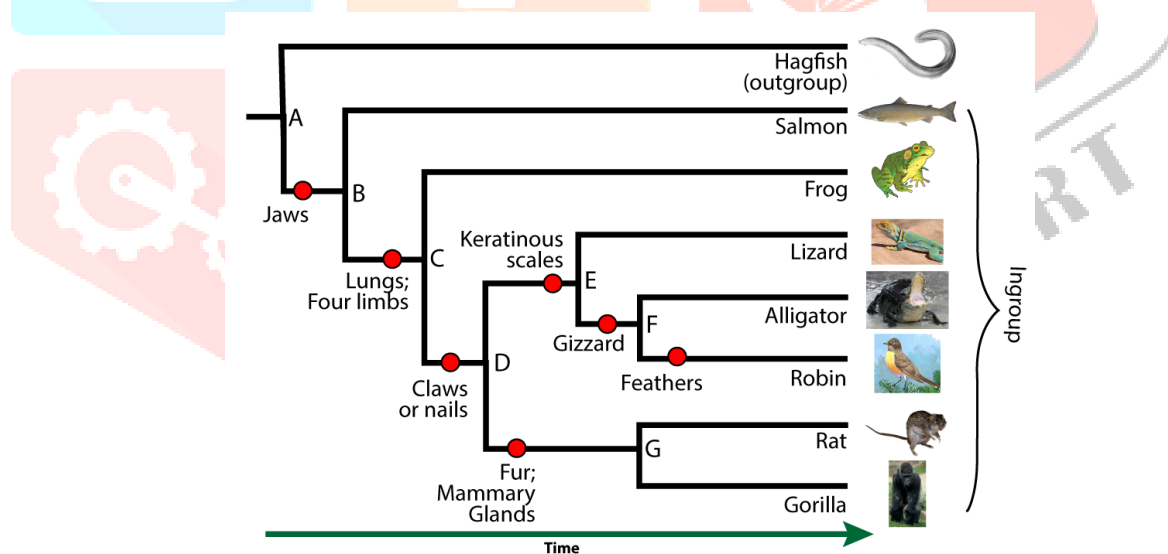 Hagfish
(outgroup)
A
Salmon
B
Jaws
Frog
C
Lungs;
Four limbs
Keratinous
scales
Lizard
E
Alligator
F
Gizzard
Feathers
Robin
D
Claws
or nails
Rat
G
Fur;
Mammary
Glands
Gorilla
Ingroup
Time
RT